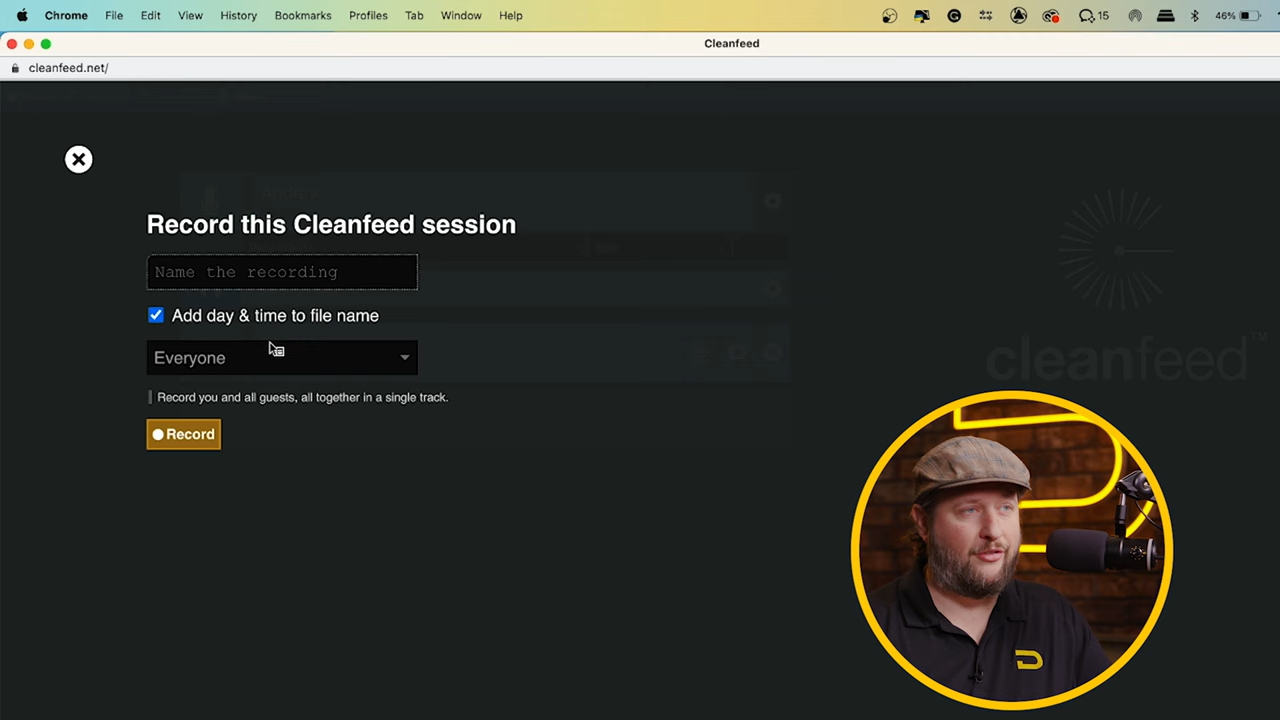 Chrome File Edit View History Bookmarks Profiles Tab Window Help 15 46%
Cleanfeed
cleanfeed.net/
Record this Cleanfeed session
Name the recording
Add day & time to file name
Everyone
Record you and all guests, all together in a single track.
Record
cleanfeed™